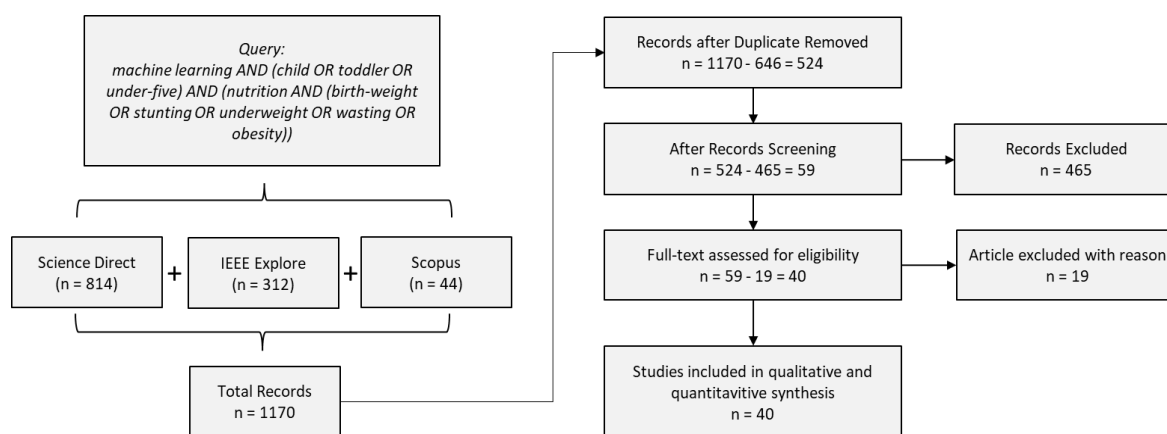 Query:
machine learning AND (child OR toddler OR
under-five) AND (nutrition AND (birth-weight
OR stunting OR underweight OR wasting OR
obesity))
Science Direct
(n = 814)
+
IEEE Explore
(n = 312)
+
Scopus
(n = 44)
Total Records
n = 1170
Records after Duplicate Removed
n = 1170 - 646 = 524
After Records Screening
n = 524 - 465 = 59
Records Excluded
n = 465
Full-text assessed for eligibility
n = 59 - 19 = 40
Article excluded with reason
n = 19
Studies included in qualitative and
quantitavitive synthesis
n = 40